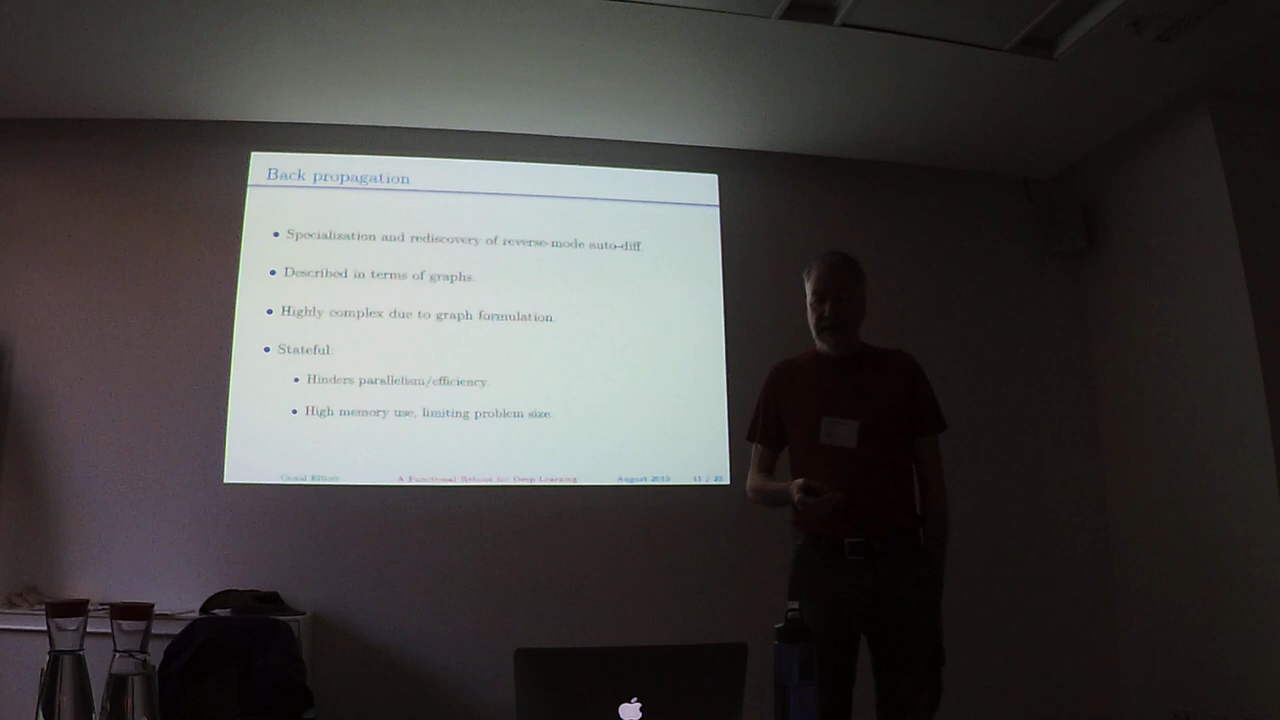 Back propagation
Specialization and rediscovery of reverse-mode auto-diff.
Described in terms of graphs.
Highly complex due to graph formulation.
Stateful:
Hinders parallelism/efficiency.
High memory use, limiting problem size.
Conal Elliott A Functional Reboot for Deep Learning August 2019 11 /